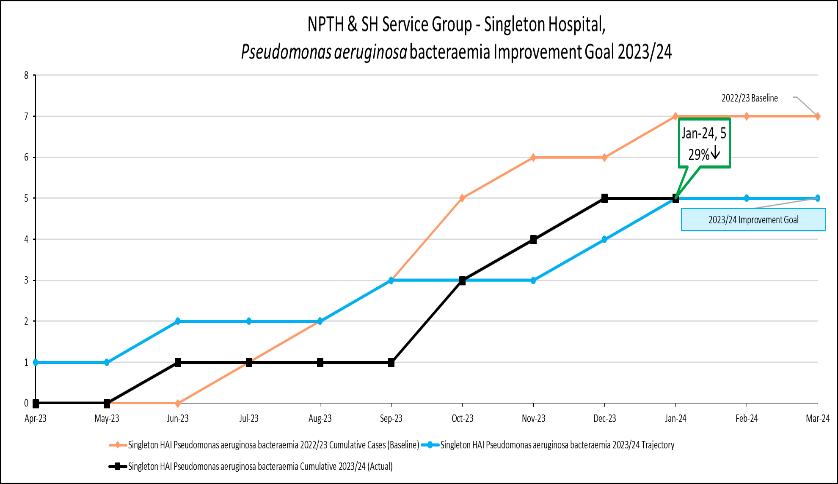 NPTH & SH Service Group - Singleton Hospital,
Pseudomonas aeruginosa bacteraemia Improvement Goal 2023/24
8
7
6
5
4
3
2
1
0
2022/23 Baseline
Jan-24, 5
29%↓
2023/24 Improvement Goal
Apr-23 May-23 Jun-23 Jul-23 Aug-23 Sep-23 Oct-23 Nov-23 Dec-23 Jan-24 Feb-24 Mar-24
Singleton HAI Pseudomonas aeruginosa bacteraemia 2022/23 Cumulative Cases (Baseline) Singleton HAI Pseudomonas aeruginosa bacteraemia 2023/24 Trajectory
Singleton HAI Pseudomonas aeruginosa bacteraemia Cumulative 2023/24 (Actual)